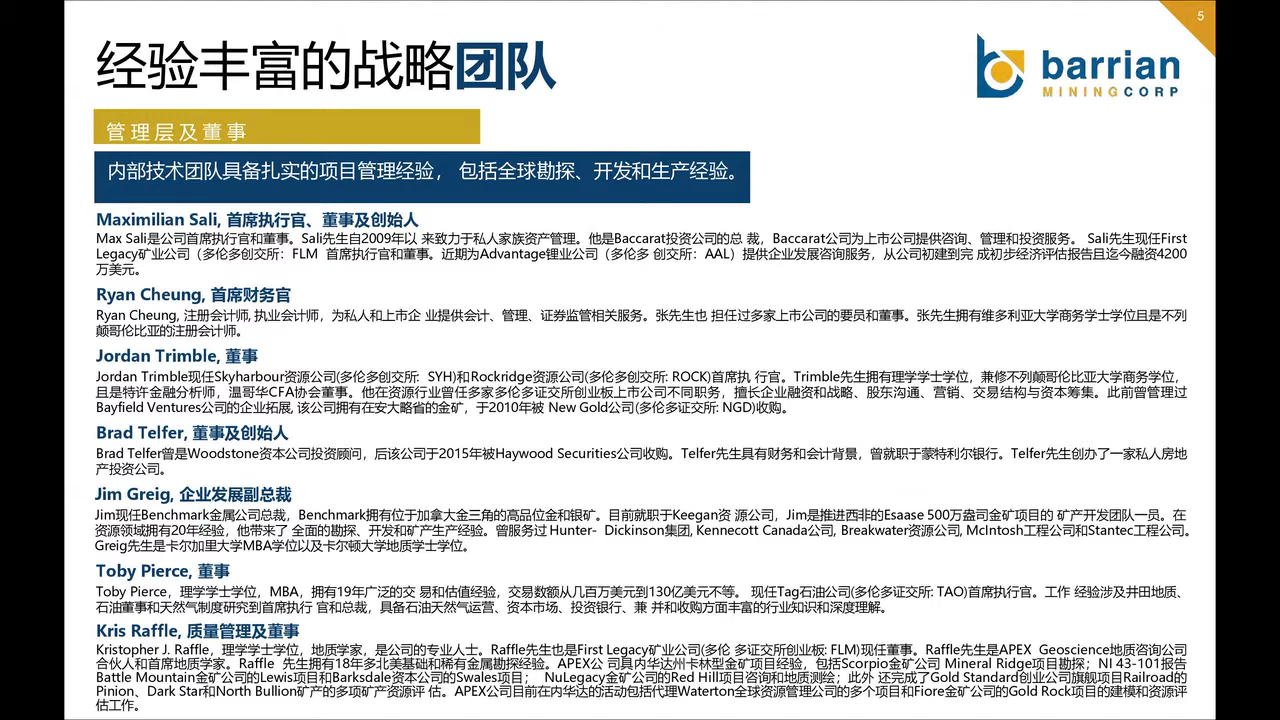 5
经验丰富的战略团队
barrian
MININGCORP
管理层及董事
内部技术团队具备扎实的项目管理经验， 包括全球勘探、开发和生产经验。
Maximilian Sali, 首席执行官、董事及创始人
Max Sali是公司首席执行官和董事。Sali先生自2009年以 来致力于私人家族资产管理。他是Baccarat投资公司的总 裁，Baccarat公司为上市公司提供咨询、管理和投资服务。 Sali先生现任First
Legacy矿业公司（多伦多创交所：FLM 首席执行官和董事。近期为Advantage锂业公司（多伦多 创交所：AAL）提供企业发展咨询服务，从公司初建到完 成初步经济评估报告且迄今融资4200
万美元。
Ryan Cheung, 首席财务官
Ryan Cheung, 注册会计师, 执业会计师，为私人和上市企 业提供会计、管理、证券监管相关服务。张先生也 担任过多家上市公司的要员和董事。张先生拥有维多利亚大学商务学士学位且是不列
颠哥伦比亚的注册会计师。
Jordan Trimble, 董事
Jordan Trimble现任Skyharbour资源公司(多伦多创交所: SYH)和Rockridge资源公司(多伦多创交所: ROCK)首席执 行官。Trimble先生拥有理学学士学位，兼修不列颠哥伦比亚大学商务学位，
且是特许金融分析师，温哥华CFA协会董事。他在资源行业曾任多家多伦多证交所创业板上市公司不同职务，擅长企业融资和战略、股东沟通、营销、交易结构与资本筹集。此前曾管理过
Bayfield Ventures公司的企业拓展, 该公司拥有在安大略省的金矿，于2010年被 New Gold公司(多伦多证交所: NGD)收购。
Brad Telfer, 董事及创始人
Brad Telfer曾是Woodstone资本公司投资顾问，后该公司于2015年被Haywood Securities公司收购。Telfer先生具有财务和会计背景，曾就职于蒙特利尔银行。Telfer先生创办了一家私人房地
产投资公司。
Jim Greig, 企业发展副总裁
Jim现任Benchmark金属公司总裁，Benchmark拥有位于加拿大金三角的高品位金和银矿。目前就职于Keegan资 源公司，Jim是推进西非的Esaase 500万盎司金矿项目的 矿产开发团队一员。在
资源领域拥有20年经验，他带来了 全面的勘探、开发和矿产生产经验。曾服务过 Hunter- Dickinson集团, Kennecott Canada公司, Breakwater资源公司, McIntosh工程公司和Stantec工程公司。
Greig先生是卡尔加里大学MBA学位以及卡尔顿大学地质学士学位。
Toby Pierce, 董事
Toby Pierce，理学学士学位，MBA，拥有19年广泛的交 易和估值经验，交易数额从几百万美元到130亿美元不等。 现任Tag石油公司(多伦多证交所: TAO)首席执行官。工作 经验涉及井田地质、
石油董事和天然气制度研究到首席执行 官和总裁，具备石油天然气运营、资本市场、投资银行、兼 并和收购方面丰富的行业知识和深度理解。
Kris Raffle, 质量管理及董事
Kristopher J. Raffle，理学学士学位，地质学家，是公司的专业人士。Raffle先生也是First Legacy矿业公司(多伦 多证交所创业板: FLM)现任董事。Raffle先生是APEX Geoscience地质咨询公司
合伙人和首席地质学家。Raffle 先生拥有18年多北美基础和稀有金属勘探经验。APEX公 司具内华达州卡林型金矿项目经验，包括Scorpio金矿公司 Mineral Ridge项目勘探；NI 43-101报告
Battle Mountain金矿公司的Lewis项目和Barksdale资本公司的Swales项目； NuLegacy金矿公司的Red Hill项目咨询和地质测绘；此外 还完成了Gold Standard创业公司旗舰项目Railroad的
Pinion、Dark Star和North Bullion矿产的多项矿产资源评 估。APEX公司目前在内华达的活动包括代理Waterton全球资源管理公司的多个项目和Fiore金矿公司的Gold Rock项目的建模和资源评
估工作。